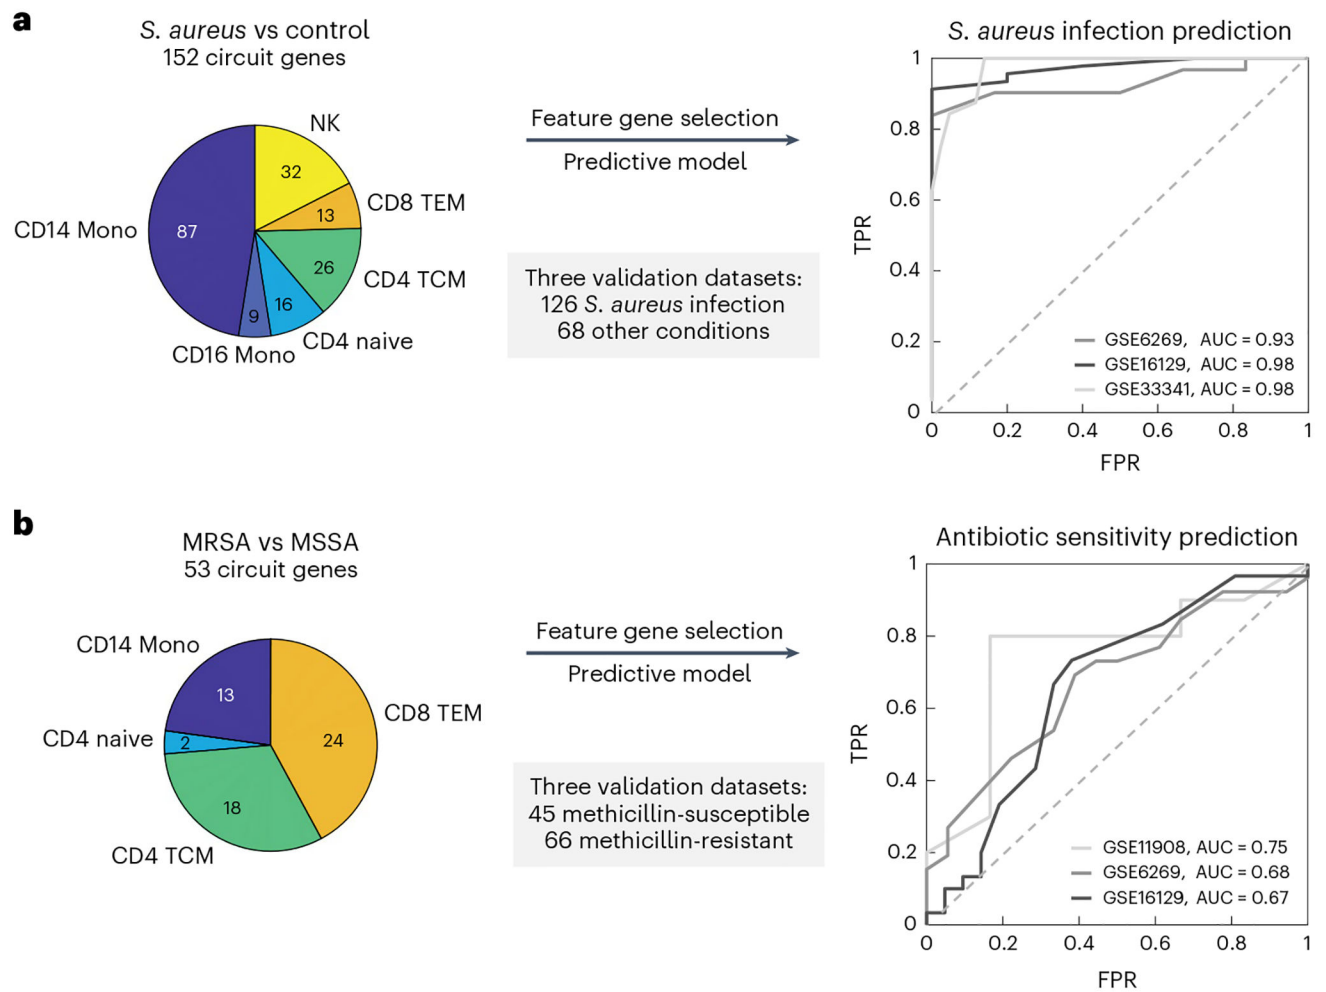 a
S. aureus vs control
152 circuit genes
NK
32
CD8 TEM
13
CD14 Mono
87
CD4 TCM
26
16
9
CD4 naive
CD16 Mono
Feature gene selection
Predictive model
Three validation datasets:
126 S. aureus infection
68 other conditions
S. aureus infection prediction
1
0.8
0.6
0.4
0.2
0
TPR
GSE6269, AUC = 0.93
GSE16129, AUC = 0.98
GSE33341, AUC = 0.98
0 0.2 0.4 0.6 0.8 1
FPR
b
MRSA vs MSSA
53 circuit genes
CD14 Mono
13
CD8 TEM
24
CD4 naive
2
18
CD4 TCM
Feature gene selection
Predictive model
Three validation datasets:
45 methicillin-susceptible
66 methicillin-resistant
Antibiotic sensitivity prediction
1
0.8
0.6
0.4
0.2
0
TPR
GSE11908, AUC = 0.75
GSE6269, AUC = 0.68
GSE16129, AUC = 0.67
0 0.2 0.4 0.6 0.8 1
FPR